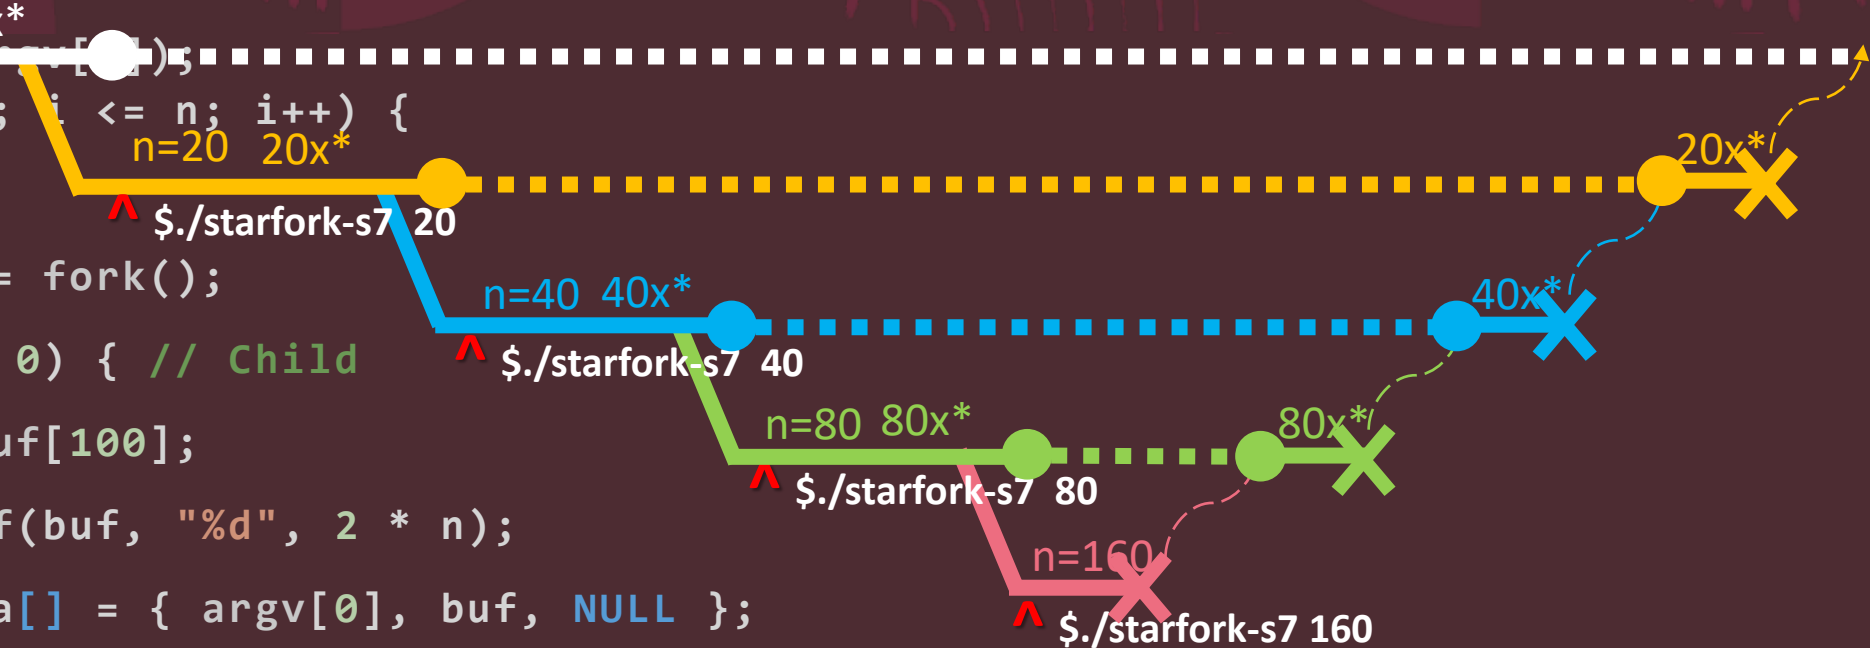 *
argv[ ]);
; i <= n; i++) {
n=20 20x*
20x*
$./starfork-s7 20
= fork();
n=40 40x*
40x*
0) { // Child
$./starfork-s7 40
uf[100];
n=80 80x*
80x*
$./starfork-s7 80
f(buf, "%d", 2 * n);
n=160
a[] = { argv[0], buf, NULL };
$./starfork-s7 160